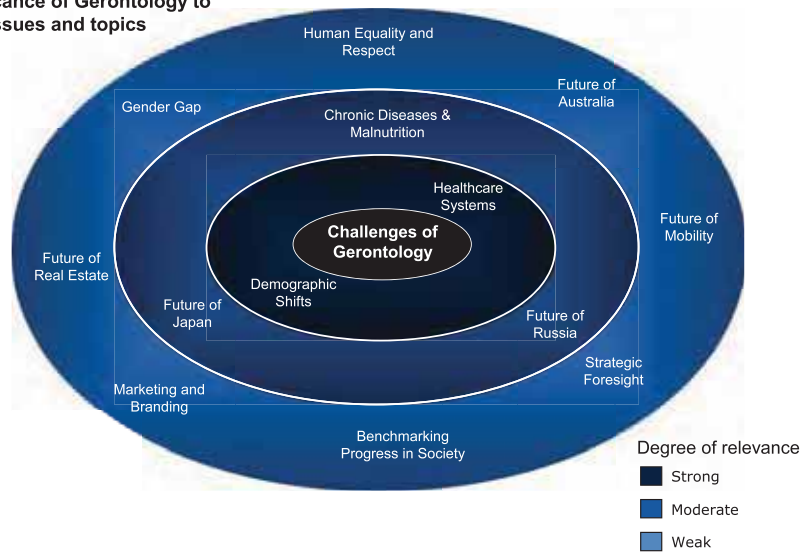 cance of Gerontology to
ssues and topics
Human Equality and
Respect
Future of
Australia
Gender Gap
Chronic Diseases &
Malnutrition
Healthcare
Systems
Future of
Mobility
Challenges of
Gerontology
Future of
Real Estate
Demographic
Shifts
Future of
Japan
Future of
Russia
Strategic
Foresight
Marketing and
Branding
Benchmarking
Progress in Society
Degree of relevance
Strong
Moderate
Weak